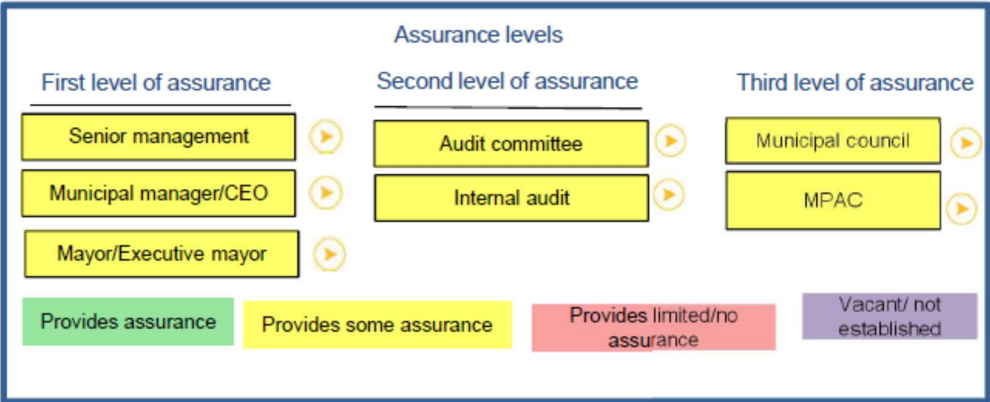 Assurance levels
First level of assurance
Second level of assurance
Third level of assurance
Senior management
Audit committee
Municipal council
Municipal manager/CEO
Internal audit
MPAC
Mayor/Executive mayor
Provides assurance
Provides some assurance
Provides limited/no
assurance
Vacant/ not
established